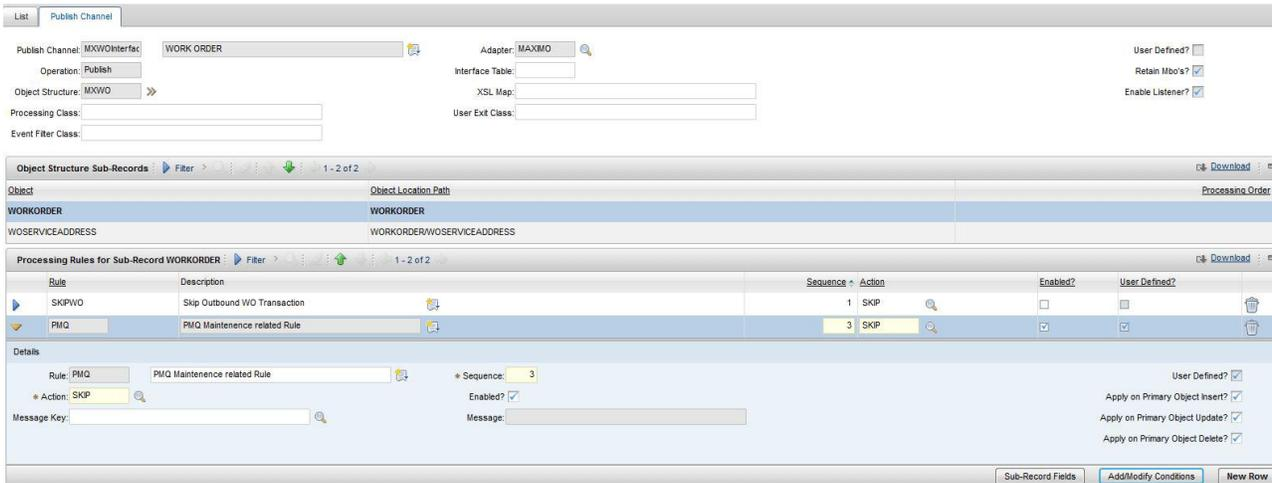 List Publish Channel
Publish Channel: MXWOInterfac WORK ORDER Adapter: MAXIMO User Defined?
Operation: Publish Interface Table: Retain Mbo's?
Object Structure: MXWO XSL Map: Enable Listener?
Processing Class: User Exit Class:
Event Filter Class:
Object Structure Sub-Records Filter 1 - 2 of 2 Download
Object Object Location Path Processing Order
WORKORDER WORKORDER
WOSERVICEADDRESS WORKORDER/WOSERVICEADDRESS
Processing Rules for Sub-Record WORKORDER Filter 1 - 2 of 2 Download
Rule Description Sequence Action Enabled? User Defined?
SKIPWO Skip Outbound WO Transaction 1 SKIP
PMQ PMQ Maintenence related Rule 3 SKIP
Details
Rule: PMQ PMQ Maintenence related Rule * Sequence: 3 User Defined?
* Action: SKIP Enabled? Apply on Primary Object Insert?
Message Key: Message: Apply on Primary Object Update?
Apply on Primary Object Delete?
Sub-Record Fields Add/Modify Conditions New Row